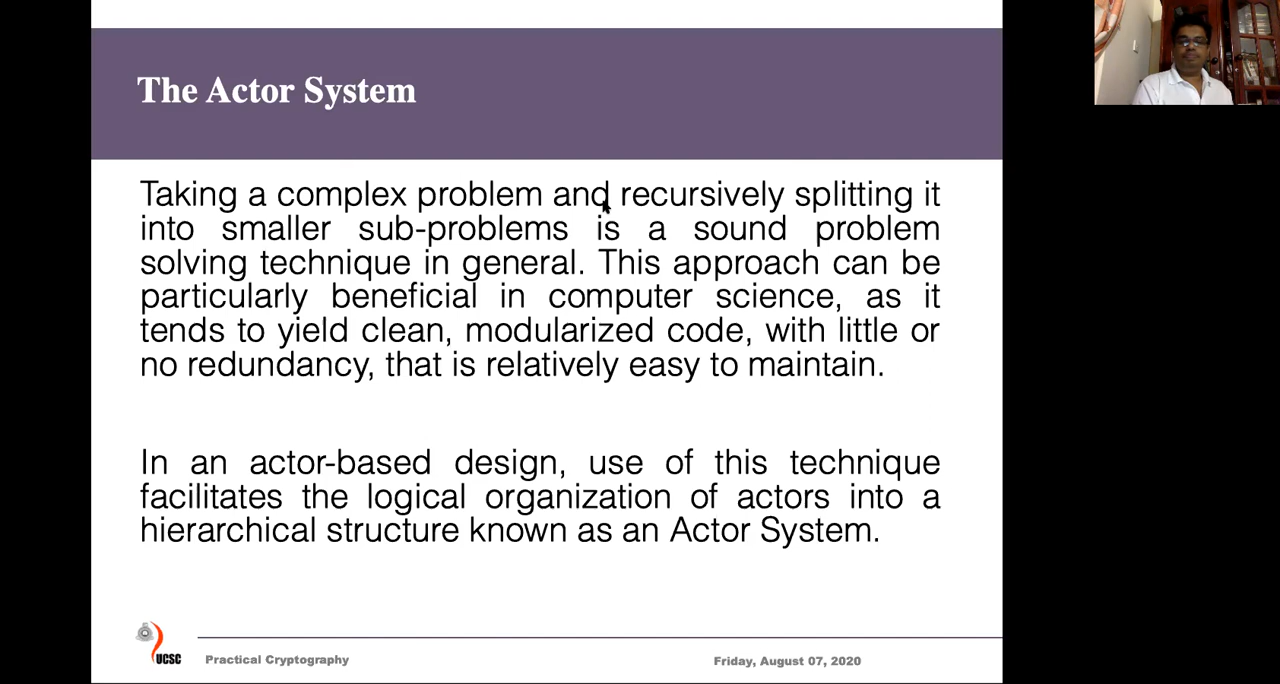 The Actor System
Taking a complex problem and recursively splitting it
into smaller sub-problems is a sound problem
solving technique in general. This approach can be
particularly beneficial in computer science, as it
tends to yield clean, modularized code, with little or
no redundancy, that is relatively easy to maintain.
In an actor-based design, use of this technique
facilitates the logical organization of actors into a
hierarchical structure known as an Actor System.
UCSC
Practical Cryptography
Friday, August 07, 2020